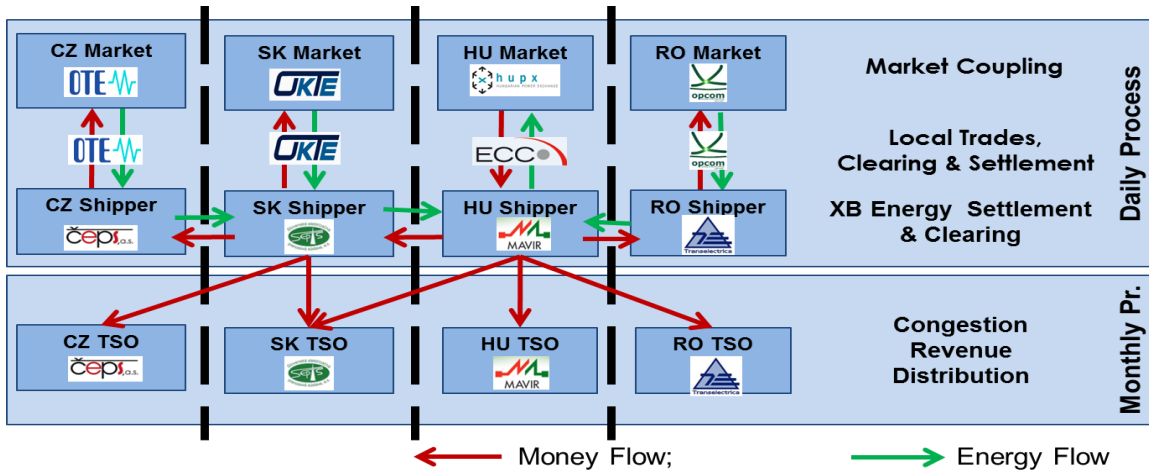 CZ Market
OTE
SK Market
OKTE
HU Market
hupx
HUNGARIAN POWER EXCHANGE
RO Market
opcom
Market Coupling
OTE
OKTE
ECC
opcom
Local Trades,
Clearing & Settlement
Daily Process
CZ Shipper
čeps,a.s.
SK Shipper
SEPS
HU Shipper
MAVIR
RO Shipper
Transelectrica
XB Energy Settlement
& Clearing
CZ TSO
čeps,a.s.
SK TSO
SEPS
HU TSO
MAVIR
RO TSO
Transelectrica
Congestion
Revenue
Distribution
Monthly Pr.
Money Flow;
Energy Flow